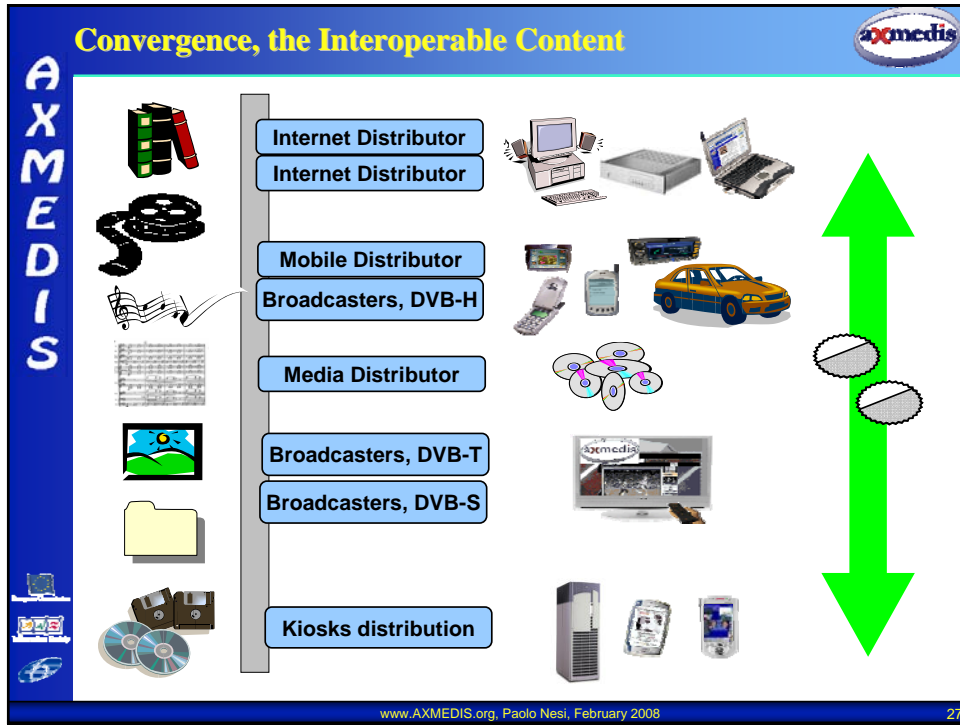 Convergence, the Interoperable Content
axmedis
AXMEDIS
Internet Distributor
Internet Distributor
Mobile Distributor
Broadcasters, DVB-H
Media Distributor
Broadcasters, DVB-T
axmedis
Broadcasters, DVB-S
Kiosks distribution
www.AXMEDIS.org, Paolo Nesi, February 2008
27